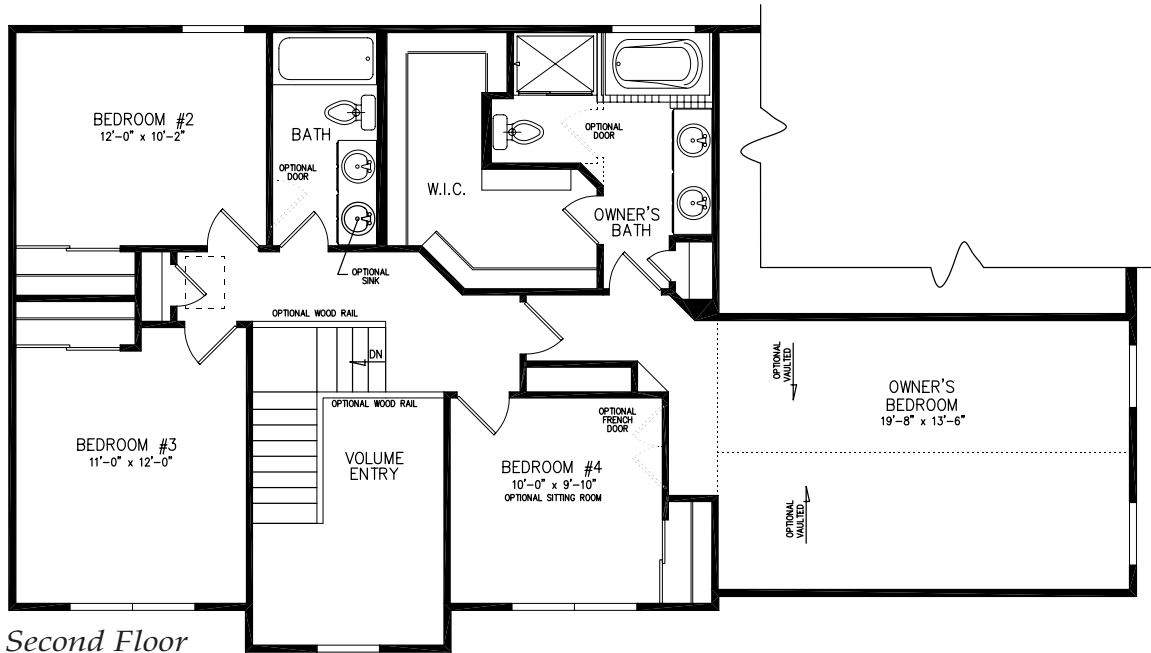 BEDROOM #2
12'-0" x 10'-2"
BATH
OPTIONAL
DOOR
OPTIONAL
SINK
W.I.C.
OPTIONAL
DOOR
OWNER'S
BATH
OPTIONAL WOOD RAIL
DN
OPTIONAL WOOD RAIL
BEDROOM #3
11'-0" x 12'-0"
VOLUME
ENTRY
OPTIONAL
FRENCH
DOOR
BEDROOM #4
10'-0" x 9'-10"
OPTIONAL SITTING ROOM
OPTIONAL
VAULTED
OWNER'S
BEDROOM
19'-8" x 13'-6"
OPTIONAL
VAULTED
Second Floor